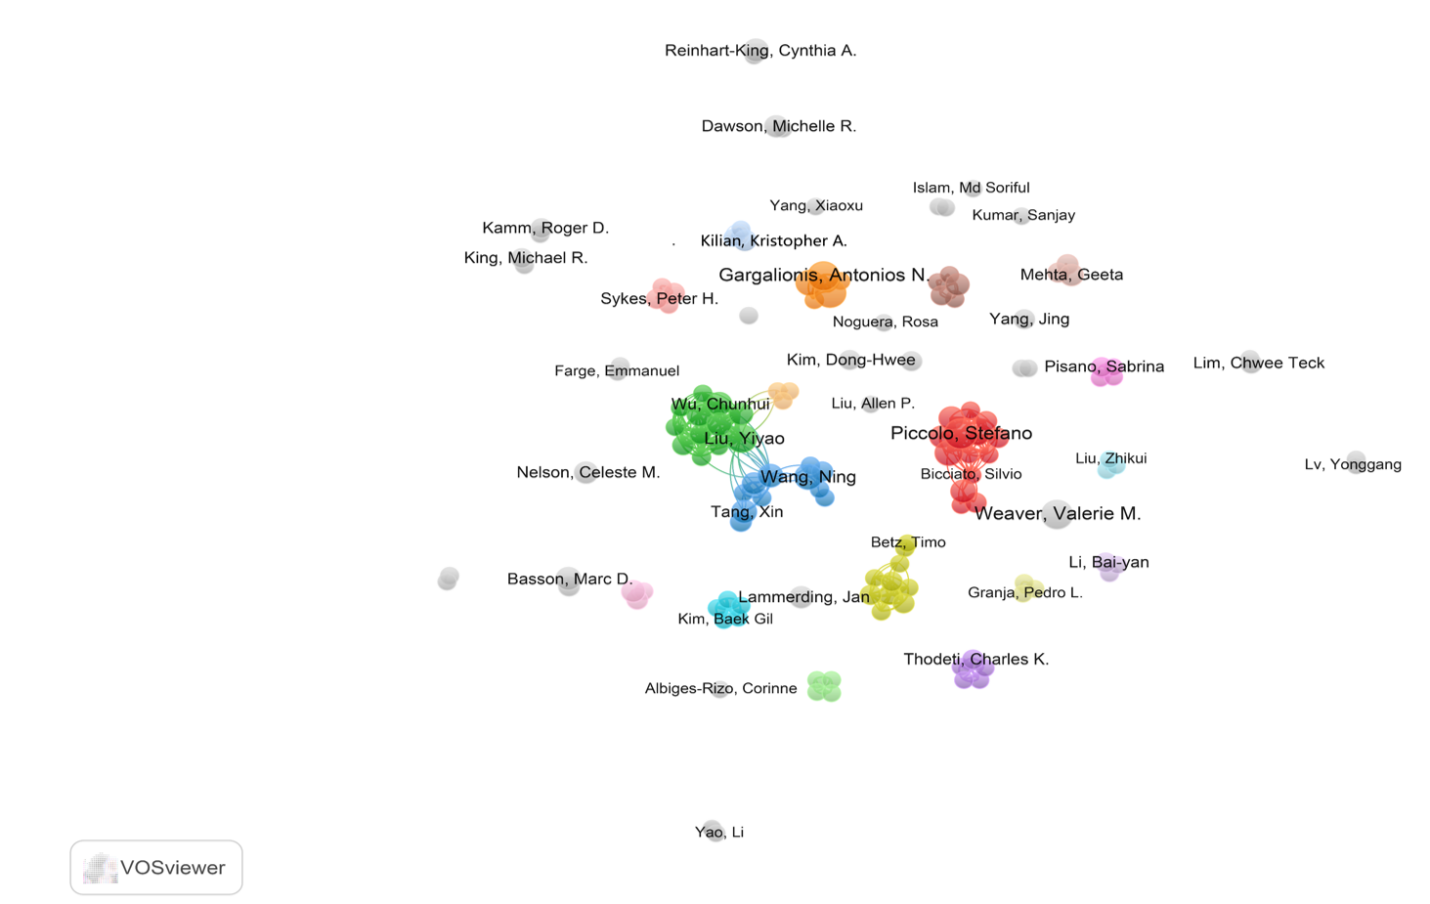 Reinhart-King, Cynthia A.
Dawson, Michelle R.
Islam, Md Soriful
Yang, Xiaoxu
Kumar, Sanjay
Kamm, Roger D.
Kilian, Kristopher A.
King, Michael R.
Gargalionis, Antonios N.
Mehta, Geeta
Sykes, Peter H.
Noguera, Rosa
Yang, Jing
Kim, Dong-Hwee
Lim, Chwee Teck
Pisano, Sabrina
Farge, Emmanuel
Wu, Chunhui
Liu, Allen P.
Piccolo, Stefano
Liu, Yiyao
Liu, Zhikui
Lv, Yonggang
Nelson, Celeste M.
Bicciato, Silvio
Wang, Ning
Tang, Xin
Weaver, Valerie M.
Betz, Timo
Li, Bai-yan
Basson, Marc D.
Granja, Pedro L.
Lammerding, Jan
Kim, Baek Gil
Thodeti, Charles K.
Albiges-Rizo, Corinne
Yao, Li
VOSviewer